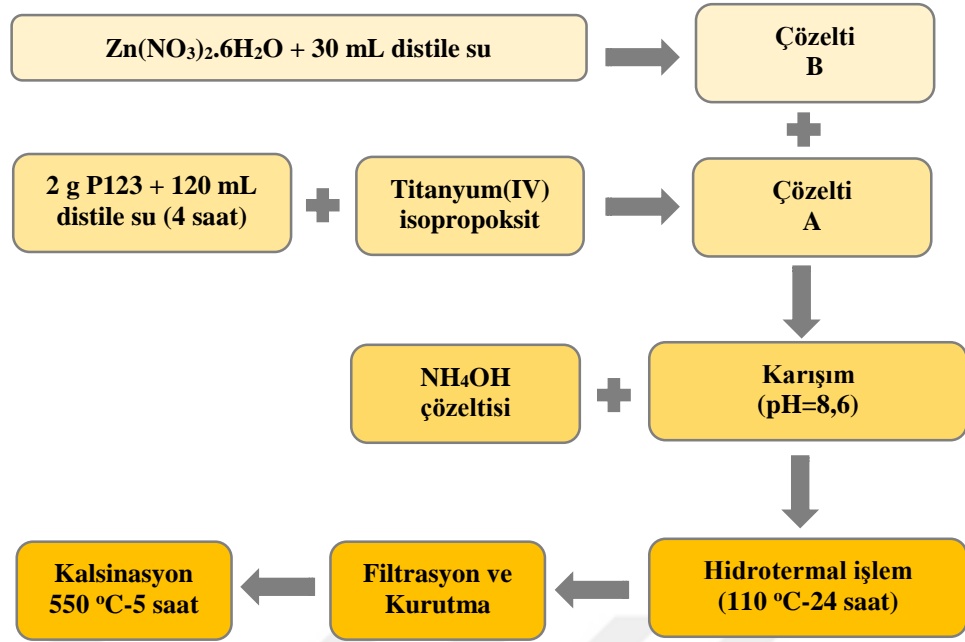 Zn(NO₃)₂.6H₂O + 30 mL distile su
Çözelti
B
2 g P123 + 120 mL
distile su (4 saat)
Titanyum(IV)
isopropoksit
Çözelti
A
NH₄OH
çözeltisi
Karışım
(pH=8,6)
Kalsinasyon
550 ᵒC-5 saat
Filtrasyon ve
Kurutma
Hidrotermal işlem
(110 ᵒC-24 saat)